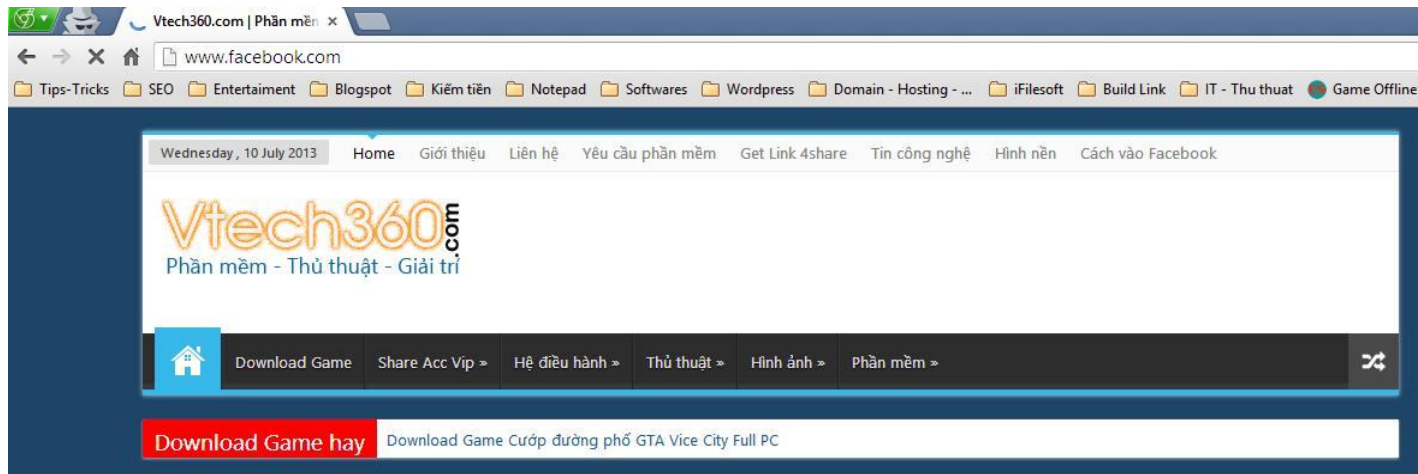 Vtech360.com | Phần mền
www.facebook.com
Tips-Tricks SEO Entertaiment Blogspot Kiếm tiền Notepad Softwares Wordpress Domain - Hosting - ... iFilesoft Build Link IT - Thu thuat Game Offline
Wednesday , 10 July 2013 Home Giới thiệu Liên hệ Yêu cầu phần mềm Get Link 4share Tin công nghệ Hình nền Cách vào Facebook
Vtech360.com
Phần mềm - Thủ thuật - Giải trí
Download Game Share Acc Vip » Hệ điều hành » Thủ thuật » Hình ảnh » Phần mềm »
Download Game hay Download Game Cướp đường phố GTA Vice City Full PC